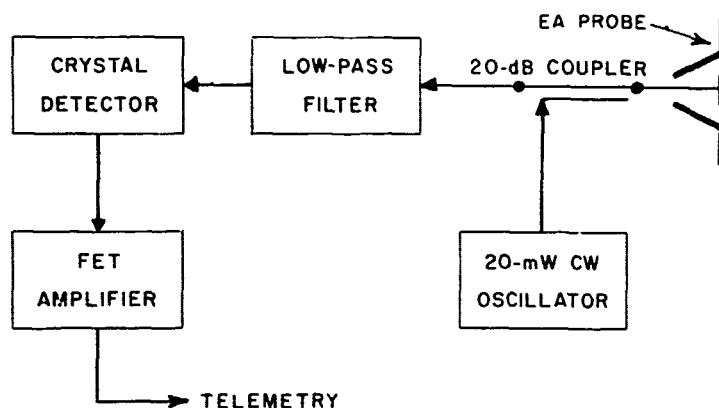 EA PROBE
CRYSTAL
DETECTOR
LOW-PASS
FILTER
20-dB COUPLER
FET
AMPLIFIER
20-mW CW
OSCILLATOR
TELEMETRY